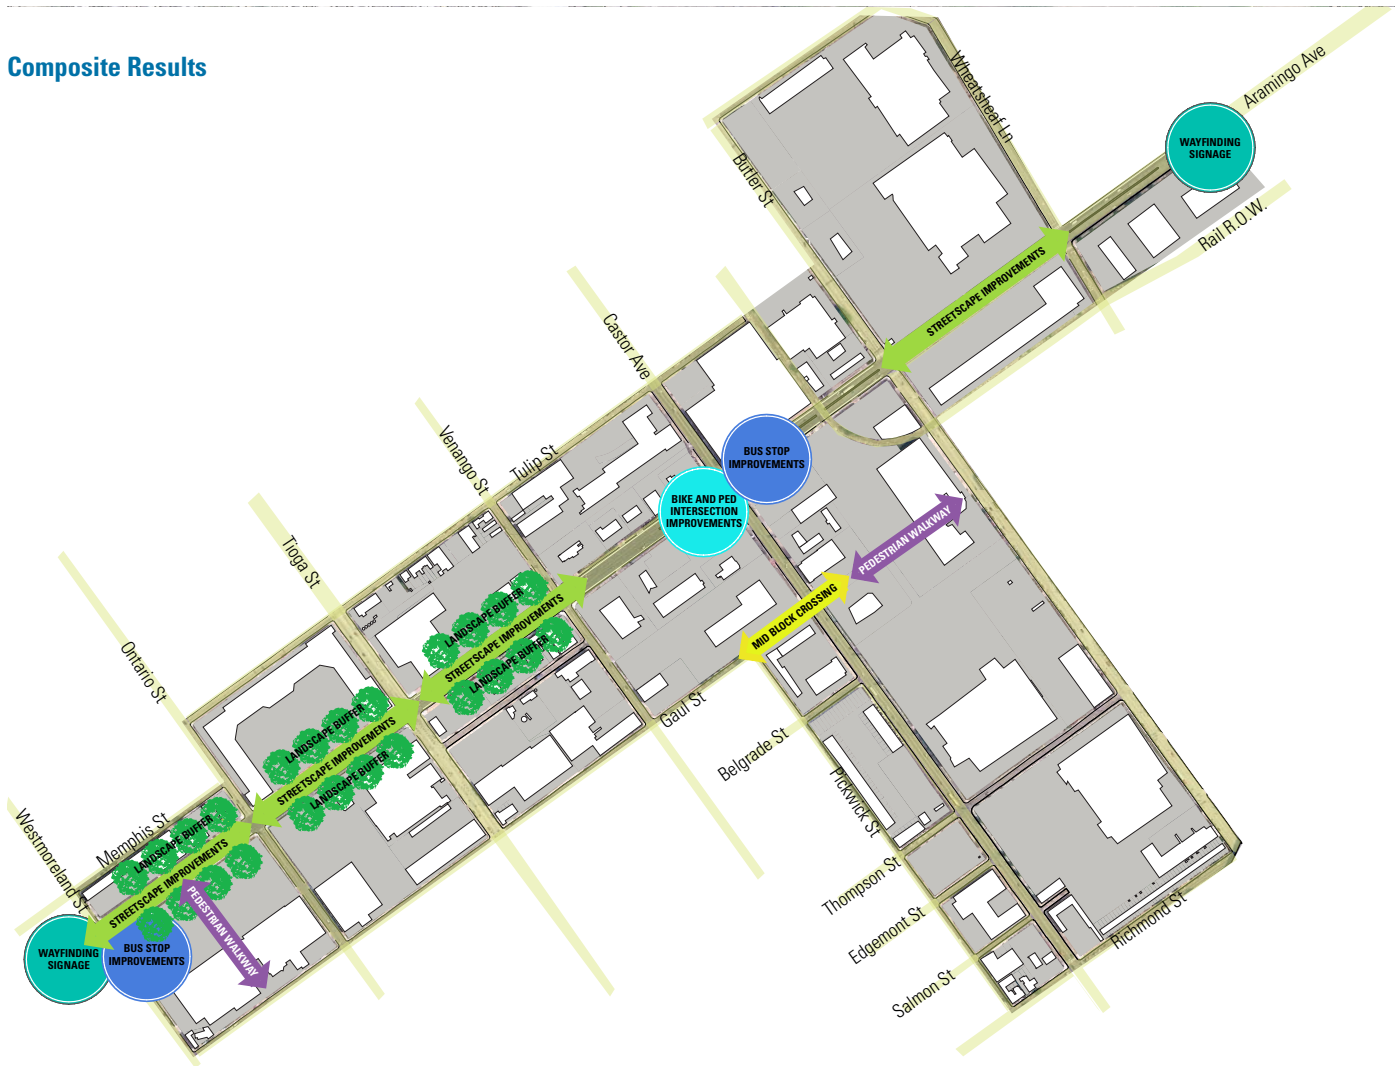 Composite Results
Wheatsheaf Ln
Aramingo Ave
WAYFINDING
SIGNAGE
Butler St
Rail R.O.W.
STREETSCAPE IMPROVEMENTS
Castor Ave
Venango St
Tulip St
BUS STOP
IMPROVEMENTS
BIKE AND PED
INTERSECTION
IMPROVEMENTS
PEDESTRIAN WALKWAY
MID BLOCK CROSSING
Tioga St
LANDSCAPE BUFFER
STREETSCAPE IMPROVEMENTS
LANDSCAPE BUFFER
Ontario St
Gaul St
LANDSCAPE BUFFER
STREETSCAPE IMPROVEMENTS
LANDSCAPE BUFFER
Belgrade St
Pickwick St
Memphis St
Westmoreland St
LANDSCAPE BUFFER
STREETSCAPE IMPROVEMENTS
PEDESTRIAN WALKWAY
Thompson St
Edgemont St
Richmond St
Salmon St
WAYFINDING
SIGNAGE
BUS STOP
IMPROVEMENTS